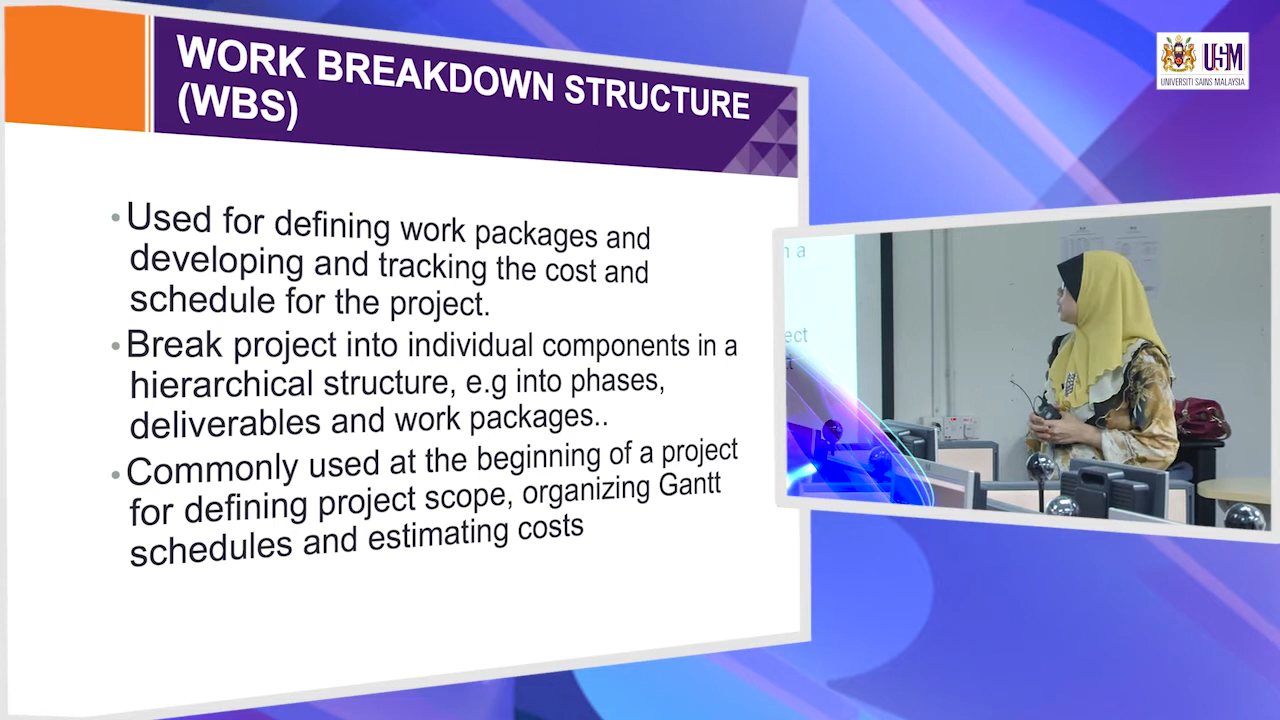 WORK BREAKDOWN STRUCTURE
(WBS)
•Used for defining work packages and
developing and tracking the cost and
schedule for the project.
•Break project into individual components in a
hierarchical structure, e.g into phases,
deliverables and work packages..
•Commonly used at the beginning of a project
for defining project scope, organizing Gantt
schedules and estimating costs
USM
UNIVERSITI SAINS MALAYSIA
n a
ect